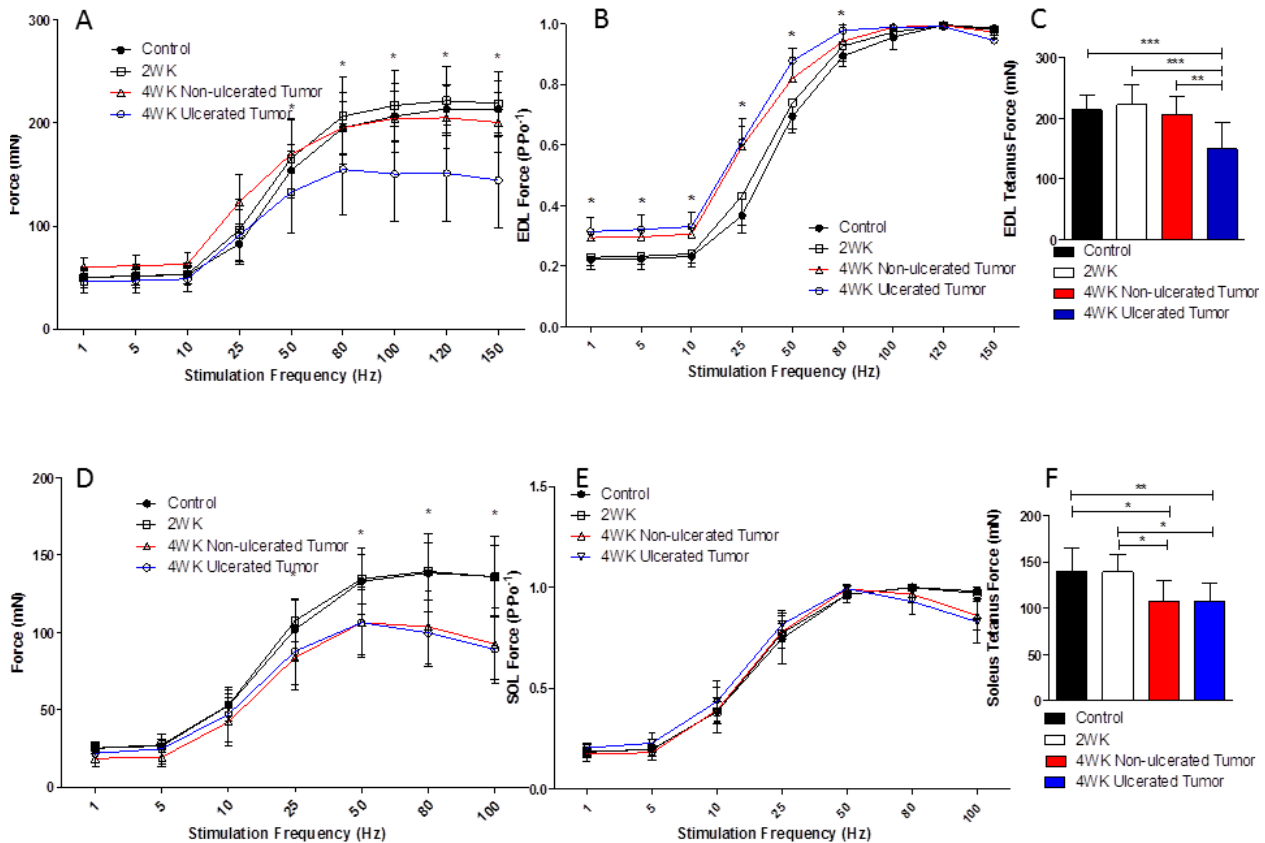 A
300
200
100
0
Force (mN)
Control
2WK
4WK Non-ulcerated Tumor
4WK Ulcerated Tumor
* * * * *
1 5 10 25 50 80 100 120 150
Stimulation Frequency (Hz)
B
1.0
0.8
0.6
0.4
0.2
0.0
EDL Force (P·Po⁻¹)
* * * * * *
Control
2WK
4WK Non-ulcerated Tumor
4WK Ulcerated Tumor
1 5 10 25 50 80 100 120 150
Stimulation Frequency (Hz)
C
***
***
**
300
200
100
0
EDL Tetanus Force (mN)
Control
2WK
4WK Non-ulcerated Tumor
4WK Ulcerated Tumor
D
200
150
100
50
0
Force (mN)
Control
2WK
4WK Non-ulcerated Tumor
4WK Ulcerated Tumor
* * * *
1 5 10 25 50 80 100
Stimulation Frequency (Hz)
E
1.5
1.0
0.5
0.0
SOL Force (P·Po⁻¹)
Control
2WK
4WK Non-ulcerated Tumor
4WK Ulcerated Tumor
1 5 10 25 50 80 100
Stimulation Frequency (Hz)
F
**
*
*
*
200
150
100
50
0
Soleus Tetanus Force (mN)
Control
2WK
4WK Non-ulcerated Tumor
4WK Ulcerated Tumor